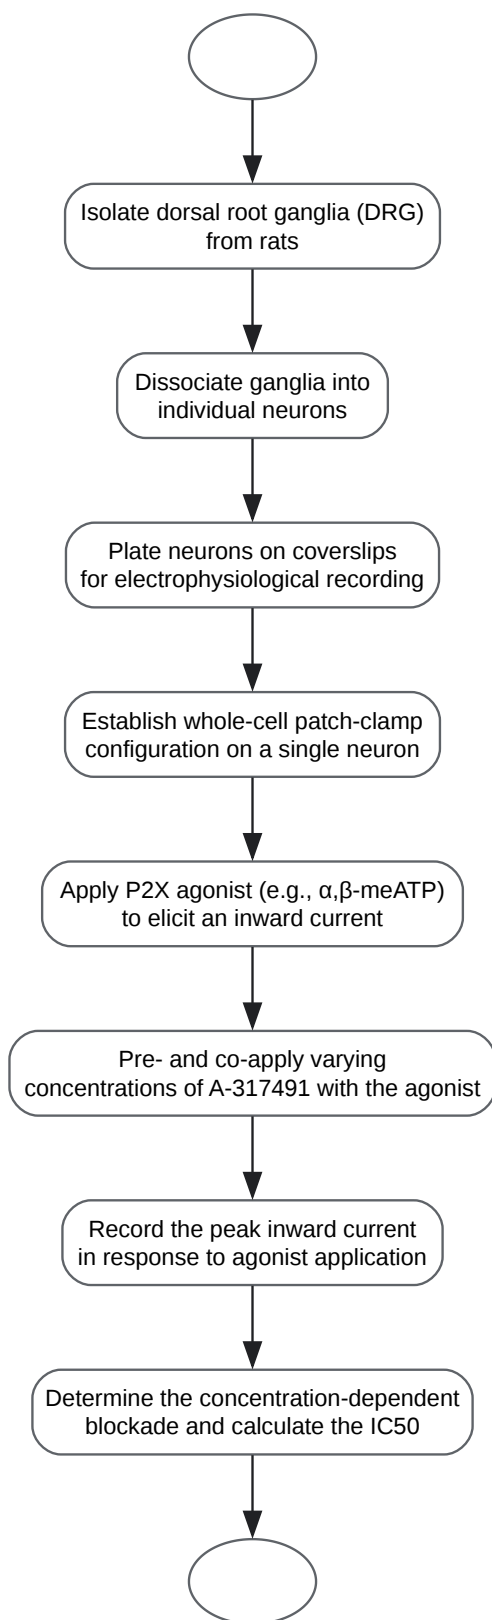 Isolate dorsal root ganglia (DRG)
from rats
Dissociate ganglia into
individual neurons
Plate neurons on coverslips
for electrophysiological recording
Establish whole-cell patch-clamp
configuration on a single neuron
Apply P2X agonist (e.g., α,β-meATP)
to elicit an inward current
Pre- and co-apply varying
concentrations of A-317491 with the agonist
Record the peak inward current
in response to agonist application
Determine the concentration-dependent
blockade and calculate the IC50